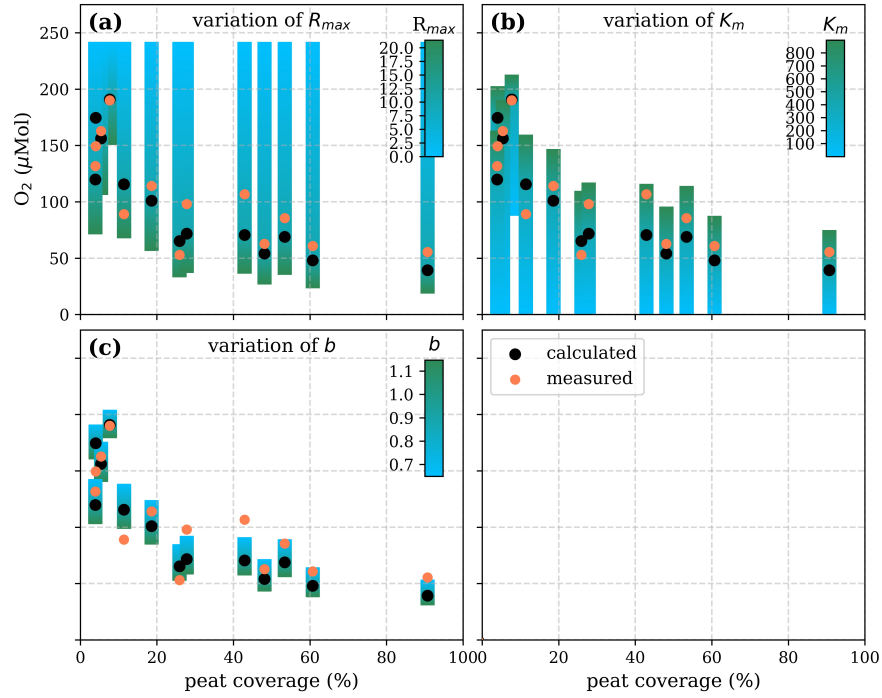 (a) variation of Rmax
Rmax
250
200
150
100
50
0
O2 (μMol)
20.0
17.5
15.0
12.5
10.0
7.5
5.0
2.5
0.0
(b) variation of Km
Km
800
700
600
500
400
300
200
100
(c) variation of b
b
1.1
1.0
0.9
0.8
0.7
0 20 40 60 80 100
peat coverage (%)
calculated
measured
0 20 40 60 80 100
peat coverage (%)